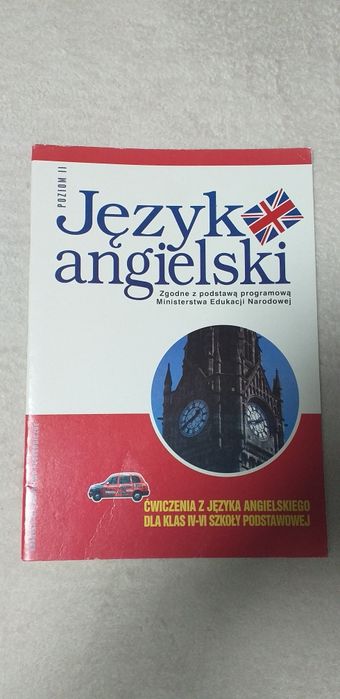 POZIOM II
Język
angielski
Zgodne z podstawą programową
Ministerstwa Edukacji Narodowej
ĆWICZENIA Z JĘZYKA ANGIELSKIEGO
DLA KLAS IV-VI SZKOŁY PODSTAWOWEJ